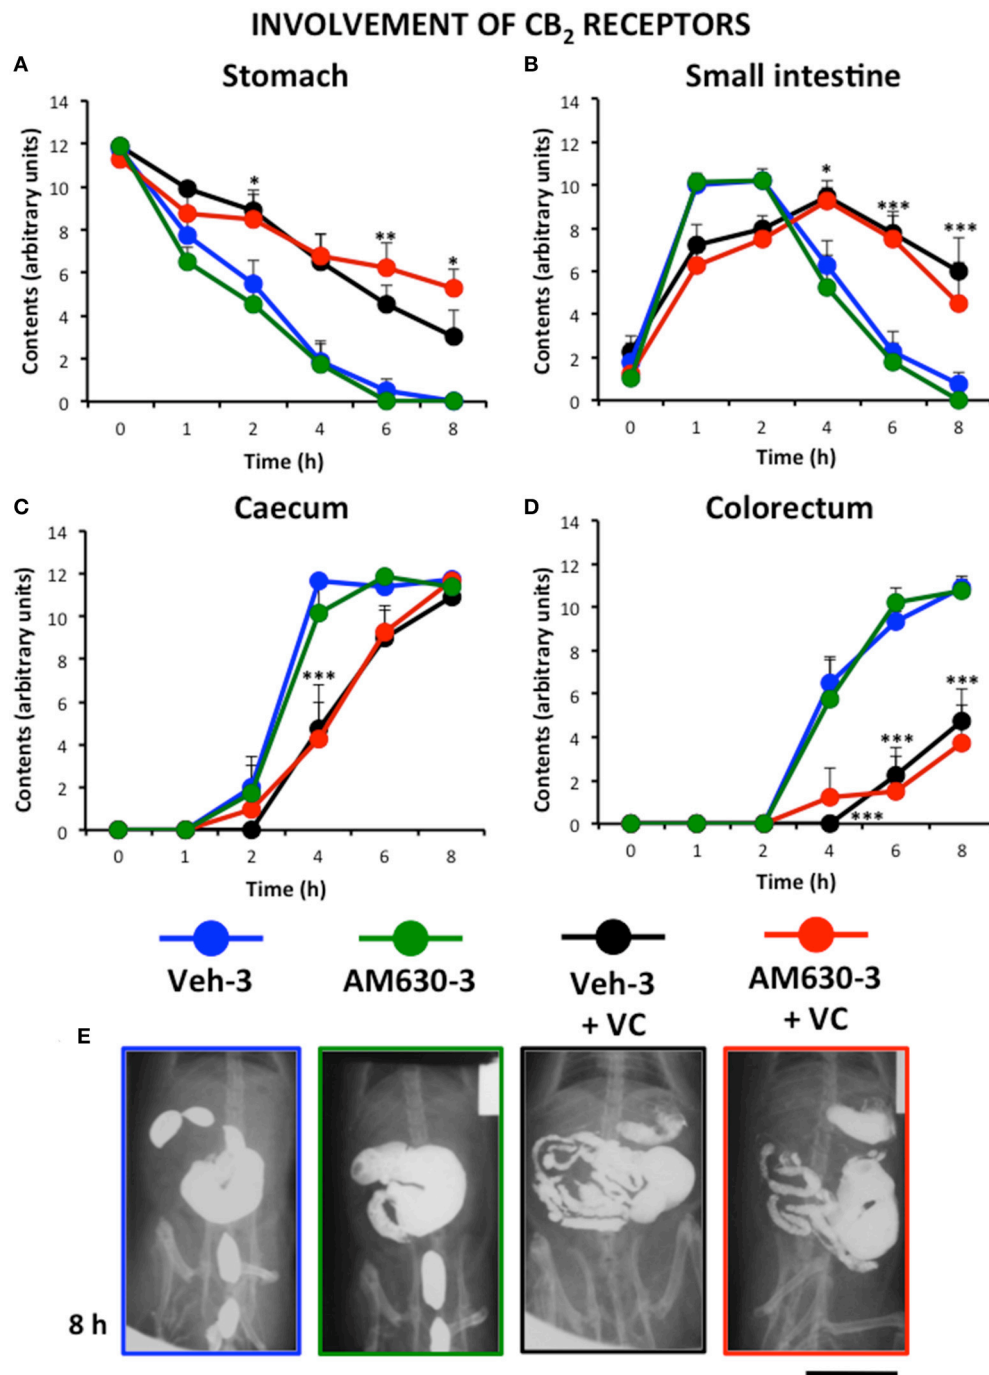 INVOLVEMENT OF CB₂ RECEPTORS
A
Stomach
Contents (arbitrary units)
14
12
10
8
6
4
2
0
*
**
*
0 1 2 4 6 8
Time (h)
B
Small intestine
Contents (arbitrary units)
14
12
10
8
6
4
2
0
*
***
***
0 1 2 4 6 8
Time (h)
C
Caecum
Contents (arbitrary units)
14
12
10
8
6
4
2
0
***
0 1 2 4 6 8
Time (h)
D
Colorectum
Contents (arbitrary units)
14
12
10
8
6
4
2
0
***
***
***
0 1 2 4 6 8
Time (h)
Veh-3
AM630-3
Veh-3
+ VC
AM630-3
+ VC
E
8 h